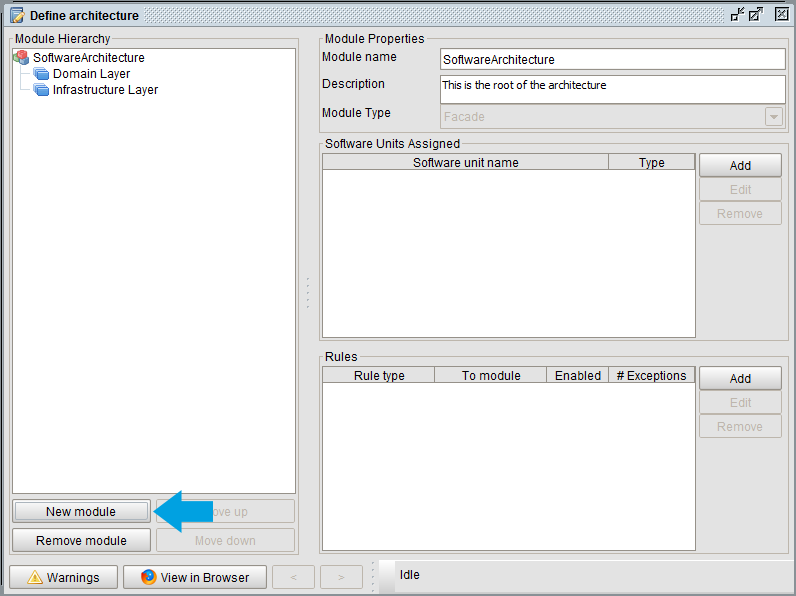 Define architecture
Module Hierarchy
SoftwareArchitecture
Domain Layer
Infrastructure Layer
New module
ove up
Remove module
Move down
Module Properties
Module name
SoftwareArchitecture
Description
This is the root of the architecture
Module Type
Facade
Software Units Assigned
Software unit name Type
Add
Edit
Remove
Rules
Rule type To module Enabled # Exceptions
Add
Edit
Remove
Warnings
View in Browser
<
>
Idle